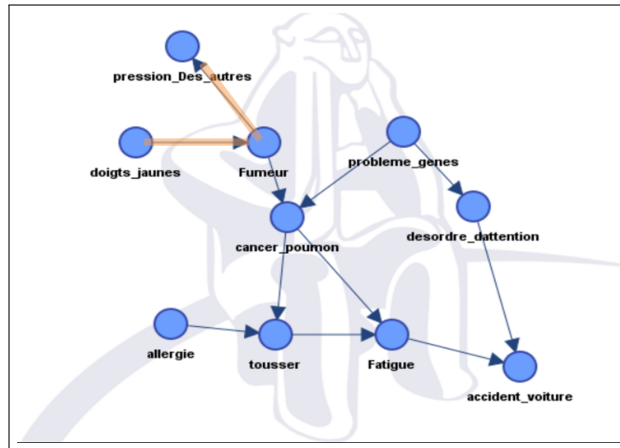 pression_Des_autres
doigts_jaunes
Fumeur
probleme_genes
cancer_poumon
desordre_dattention
allergie
tousser
Fatigue
accident_voiture